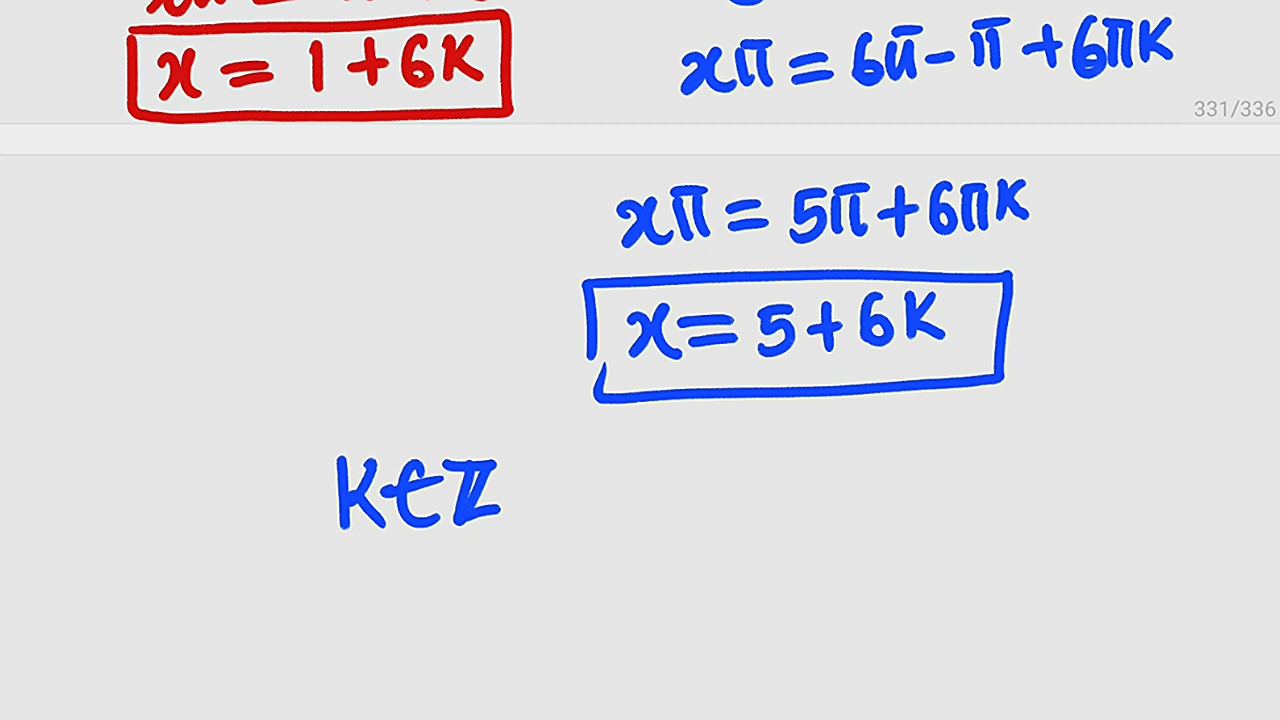 x = 1 + 6K
xπ = 6π - π + 6πK
331/336
xπ = 5π + 6πK
x = 5 + 6K
K ∈ ℤ